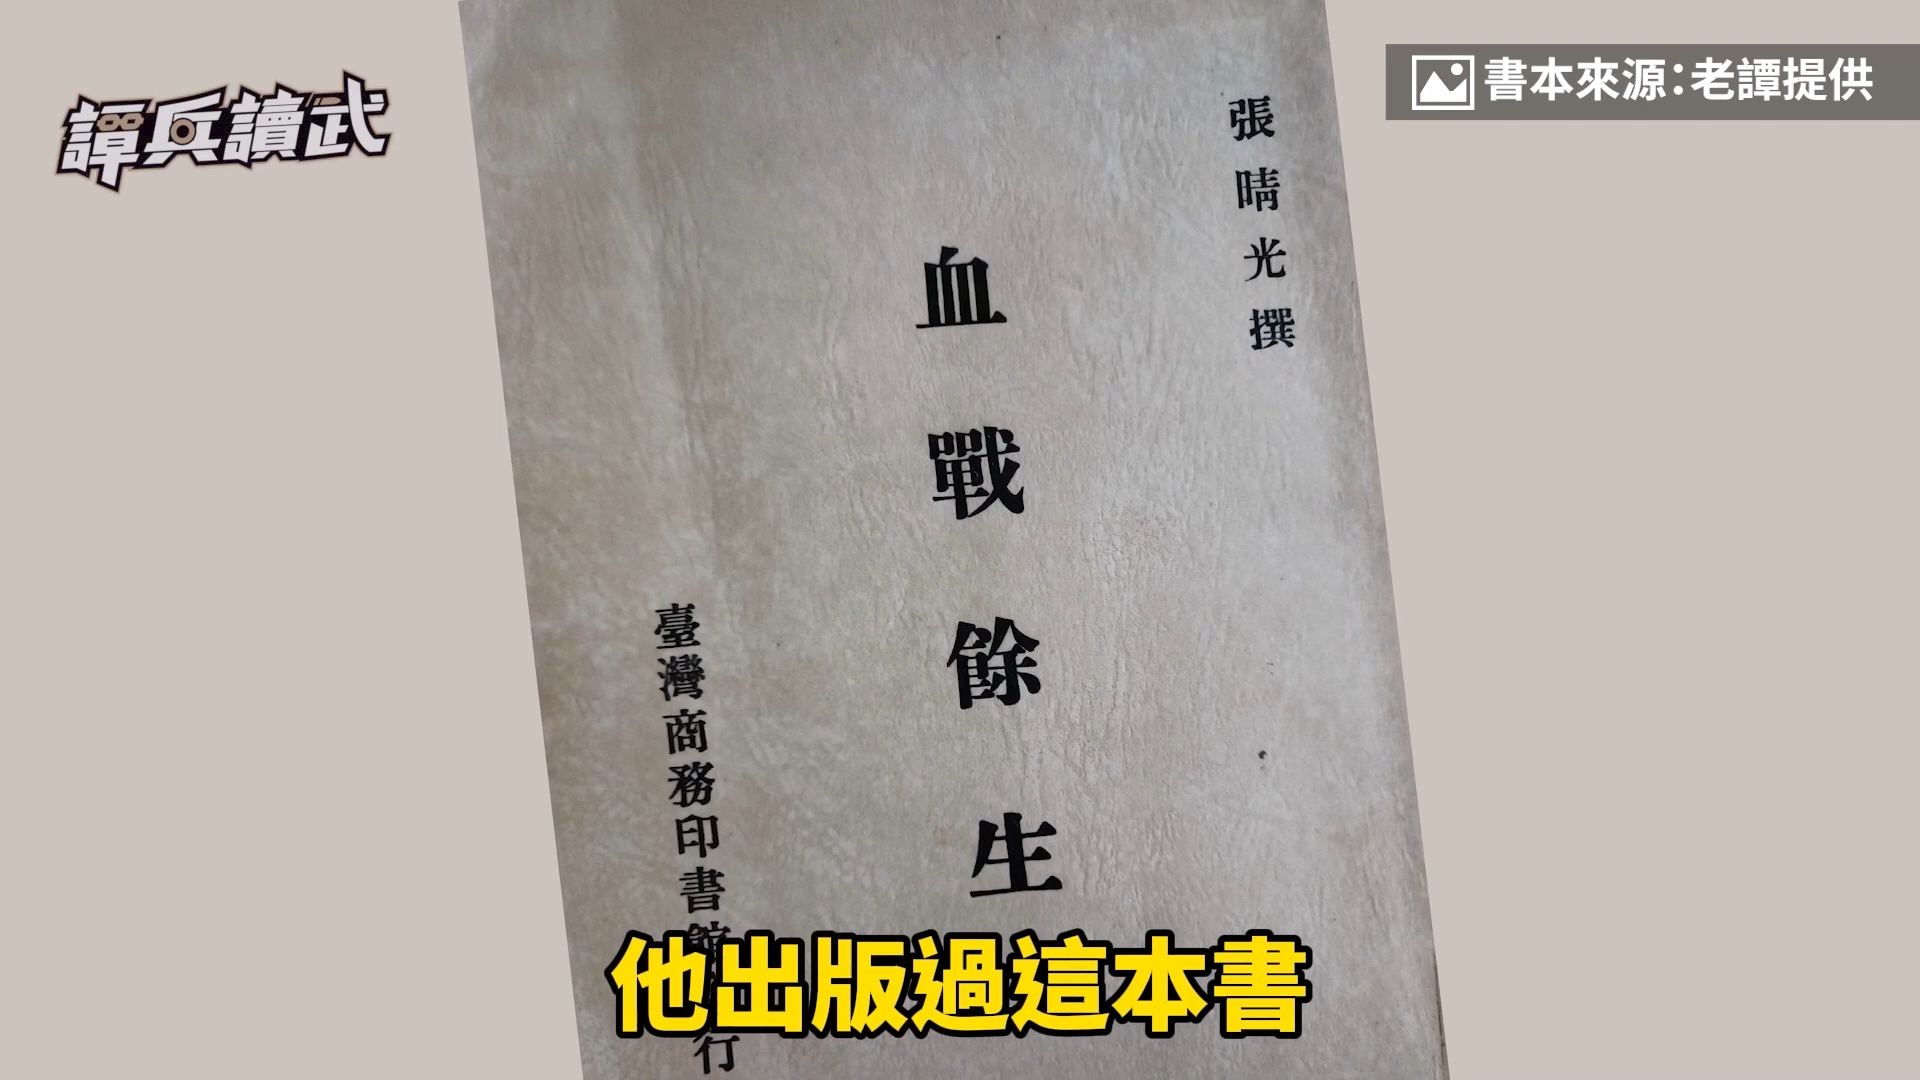 譚兵讀武
書本來源：老譚提供
張晴光撰
血戰餘生
臺灣商務印書館 行
他出版過這本書